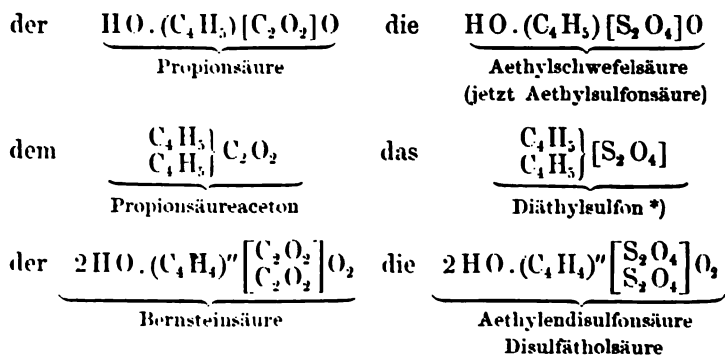 der HO.(C₄H₅)[C₂O₂]O die HO.(C₄H₅)[S₂O₄]O
Propionsäure Aethylschwefelsäure
(jetzt Aethylsulfonsäure)
dem C₄H₅ C₄H₅} C₂O₂ das C₄H₅ C₄H₅} [S₂O₄]
Propionsäureaceton Diäthylsulfon *)
der 2HO.(C₄H₄)″ [C₂O₂ C₂O₂] O₂ die 2HO.(C₄H₄)″ [S₂O₄ S₂O₄] O₂
Bernsteinsäure Aethylendisulfonsäure
Disulfätholsäure